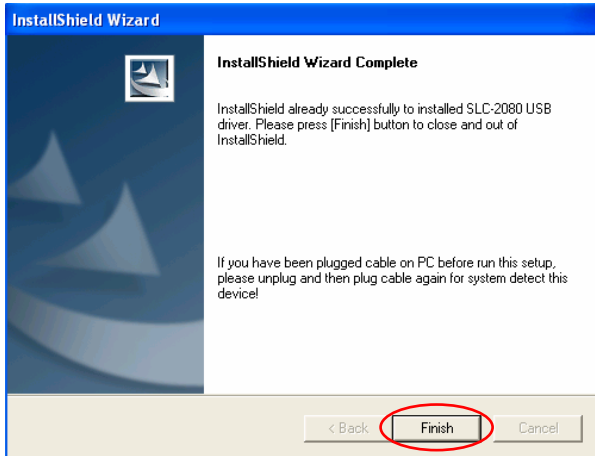 InstallShield Wizard
InstallShield Wizard Complete
InstallShield already successfully to installed SLC-2080 USB
driver. Please press [Finish] button to close and out of
InstallShield.
If you have been plugged cable on PC before run this setup,
please unplug and then plug cable again for system detect this
device!
< Back
Finish
Cancel